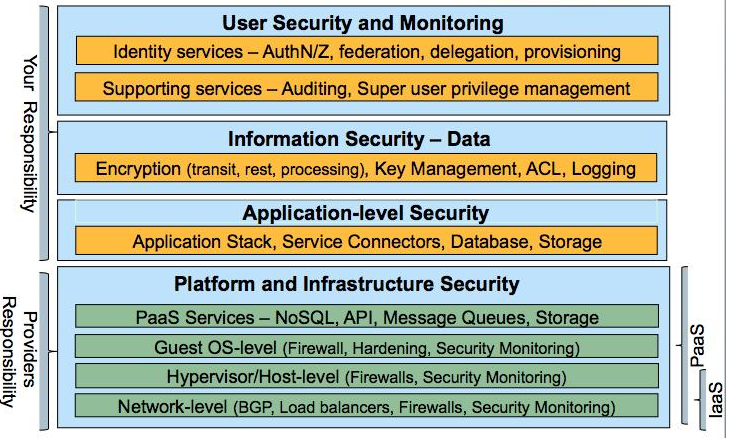 User Security and Monitoring
Identity services – AuthN/Z, federation, delegation, provisioning
Supporting services – Auditing, Super user privilege management
Your Responsibility
Information Security – Data
Encryption (transit, rest, processing), Key Management, ACL, Logging
Application-level Security
Application Stack, Service Connectors, Database, Storage
Platform and Infrastructure Security
PaaS Services – NoSQL, API, Message Queues, Storage
Guest OS-level (Firewall, Hardening, Security Monitoring)
Hypervisor/Host-level (Firewalls, Security Monitoring)
Network-level (BGP, Load balancers, Firewalls, Security Monitoring)
Providers
Responsibility
PaaS
IaaS